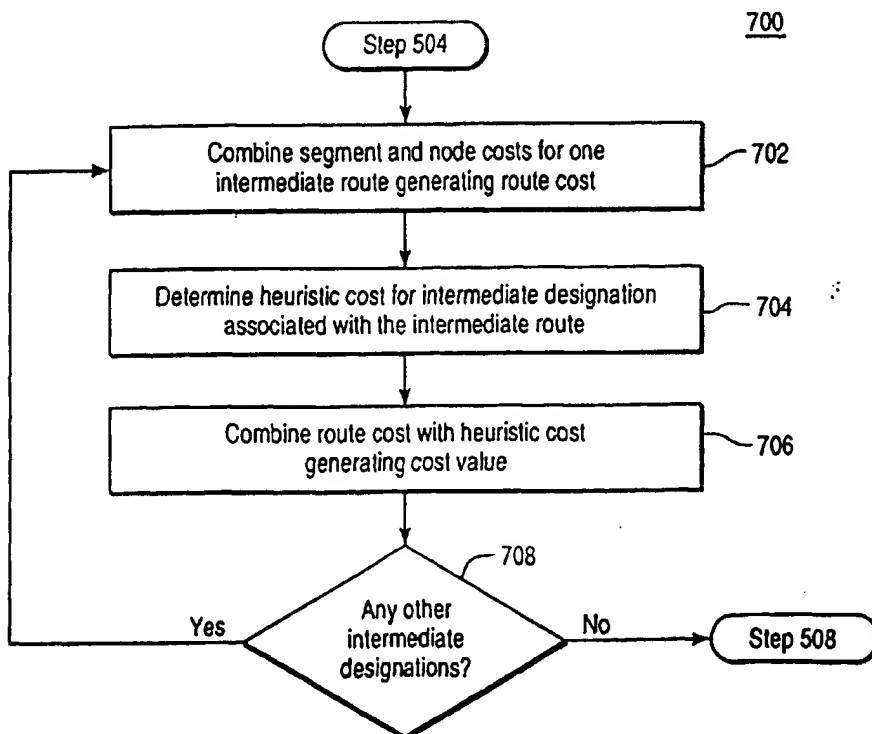 700
Step 504
Combine segment and node costs for one
intermediate route generating route cost
702
Determine heuristic cost for intermediate designation
associated with the intermediate route
704
Combine route cost with heuristic cost
generating cost value
706
708
Any other
intermediate
designations?
Yes
No
Step 508